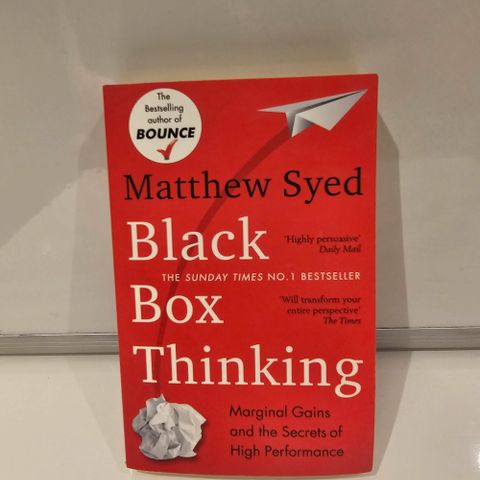 The
Bestselling
author of
BOUNCE
Matthew Syed
Black
'Highly persuasive'
Daily Mail
THE SUNDAY TIMES NO.1 BESTSELLER
Box
'Will transform your
entire perspective'
The Times
Thinking
Marginal Gains
and the Secrets of
High Performance